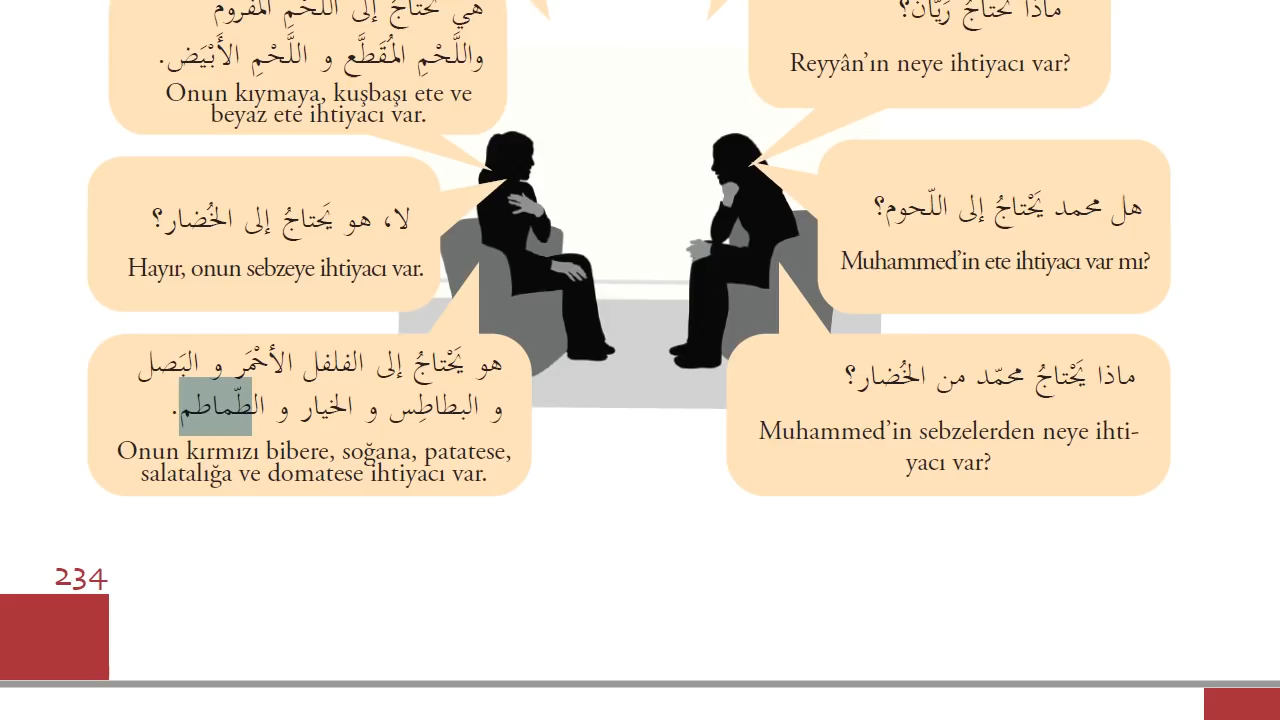 ماذا تحتاجُ رَيّان؟
Reyyân’ın neye ihtiyacı var?
هي تحتاجُ إلى اللَّحْمِ المَفروم
واللَّحْمِ المُقَطَّع و اللَّحْمِ الأَبْيَض.
Onun kıymaya, kuşbaşı ete ve
beyaz ete ihtiyacı var.
هل محمد يَحْتاجُ إلى اللّحوم؟
Muhammed’in ete ihtiyacı var mı?
لا، هو يَحتاجُ إلى الخُضار؟
Hayır, onun sebzeye ihtiyacı var.
ماذا يَحْتاجُ محمّد من الخُضار؟
Muhammed’in sebzelerden neye ihti-
yacı var?
هو يَحْتاجُ إلى الفلفل الأحْمَر و البَصل
و البطاطِس و الخيار و الطّماطم.
Onun kırmızı bibere, soğana, patatese,
salatalığa ve domatese ihtiyacı var.
234